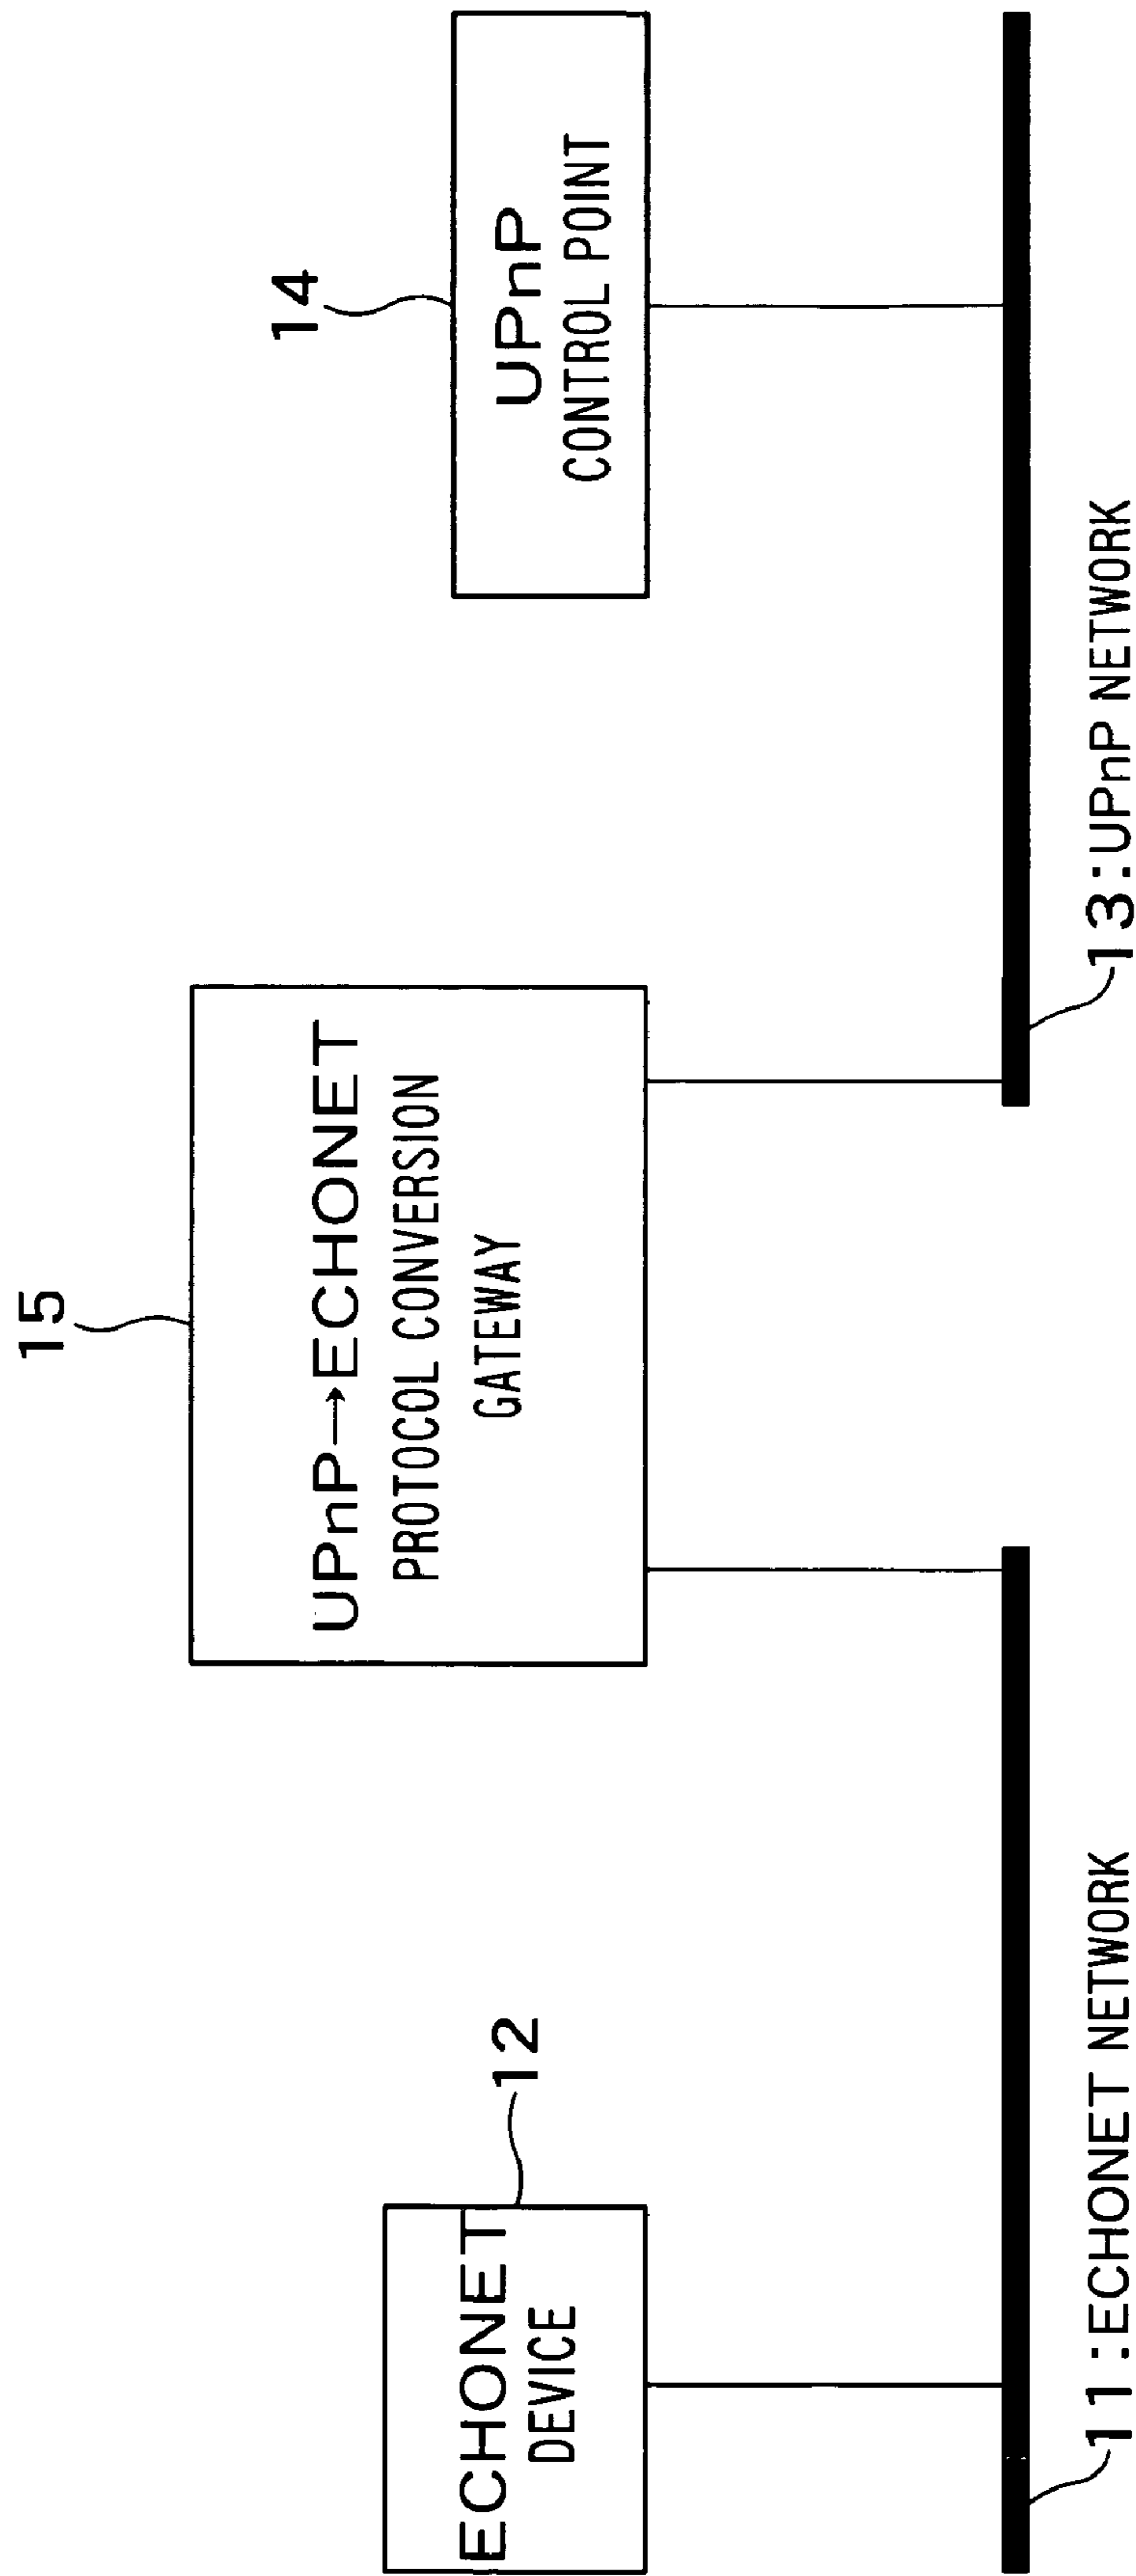 15
UPnP→ECHONET
PROTOCOL CONVERSION
GATEWAY
14
UPnP
CONTROL POINT
12
ECHONET
DEVICE
11:ECHONET NETWORK
13:UPnP NETWORK